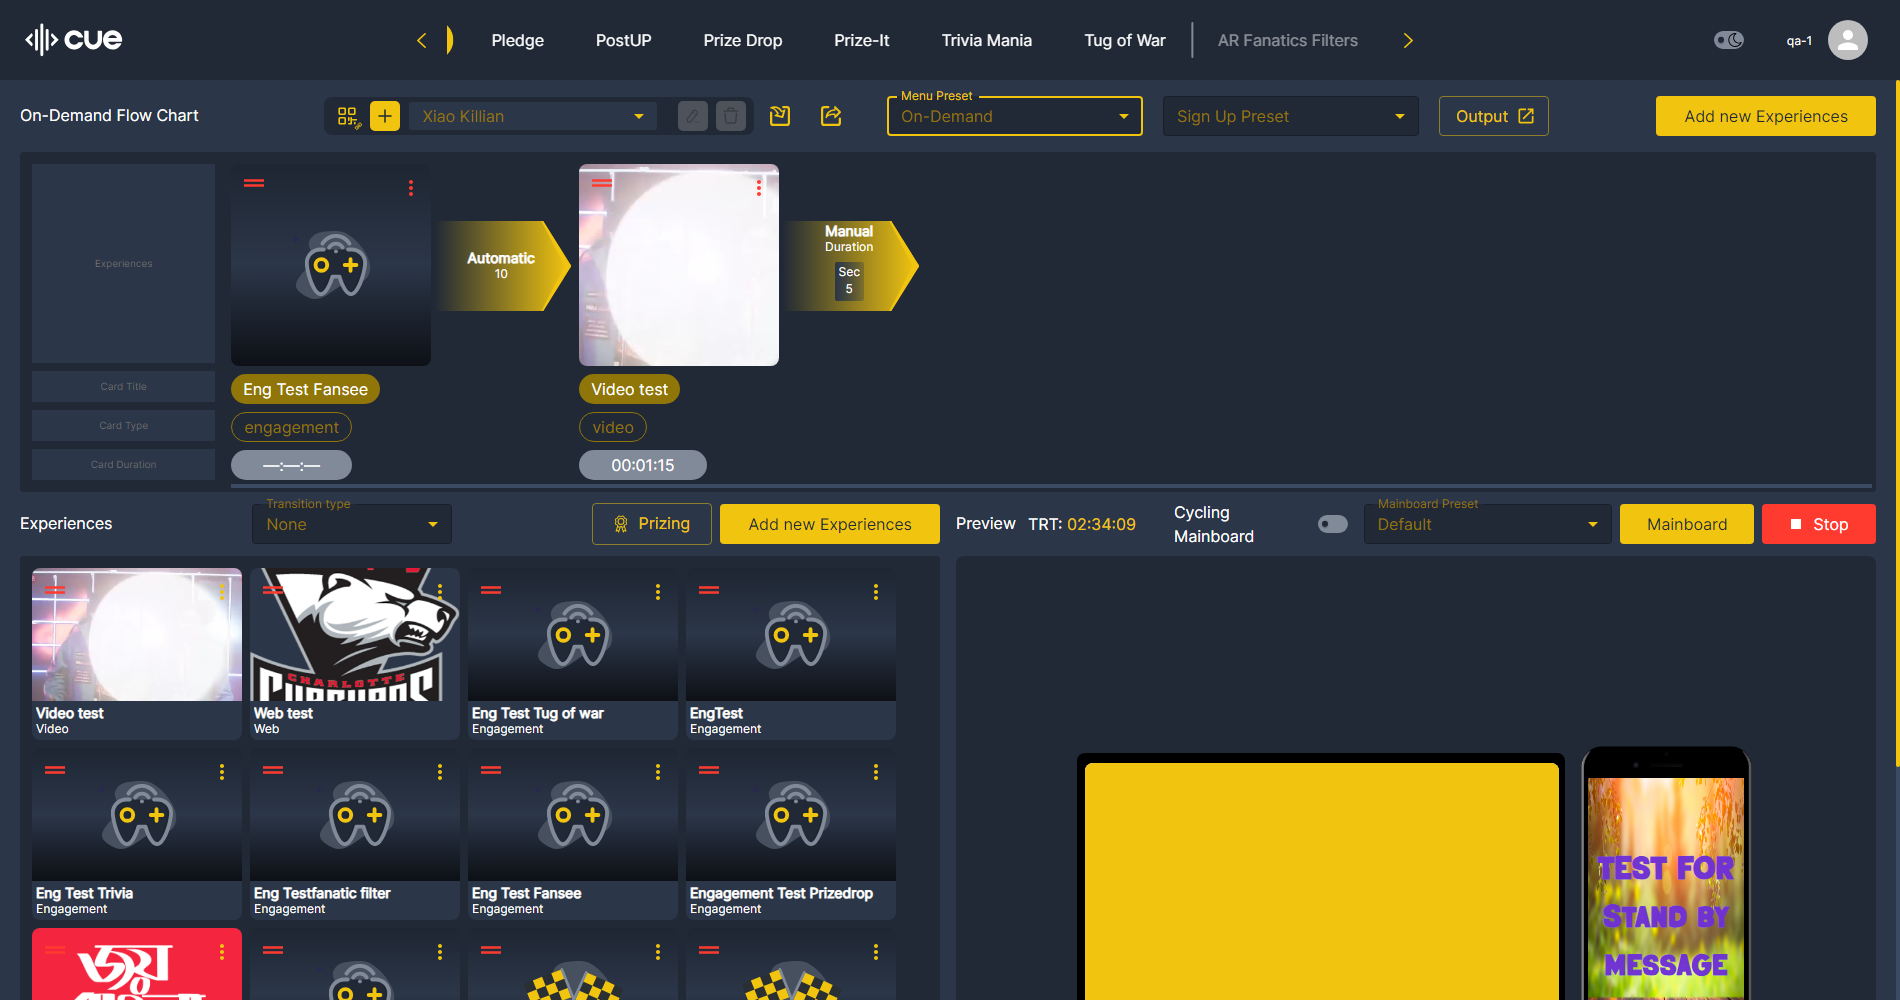 cue
Pledge
PostUP
Prize Drop
Prize-It
Trivia Mania
Tug of War
AR Fanatics Filters
qa-1
On-Demand Flow Chart
Xiao Killian
Menu Preset
On-Demand
Sign Up Preset
Output
Add new Experiences
Experiences
Automatic
10
Manual
Duration
Sec
5
Card Title
Eng Test Fansee
Video test
Card Type
engagement
video
Card Duration
—:—:—
00:01:15
Experiences
Transition type
None
Prizing
Add new Experiences
Preview
TRT: 02:34:09
Cycling
Mainboard
Mainboard Preset
Default
Mainboard
Stop
CHARLOTTE
Video test
Video
Web test
Web
Eng Test Tug of war
Engagement
EngTest
Engagement
Eng Test Trivia
Engagement
Eng Testfanatic filter
Engagement
Eng Test Fansee
Engagement
Engagement Test Prizedrop
Engagement
জয়
TEST FOR
STAND BY
MESSAGE